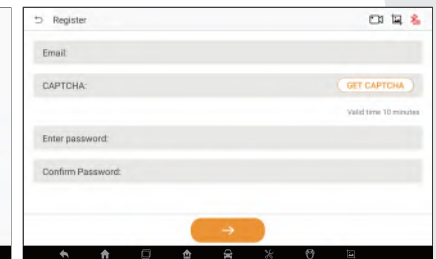 Register
Email:
CAPTCHA:
GET CAPTCHA
Valid time 10 minutes
Enter password:
Confirm Password: